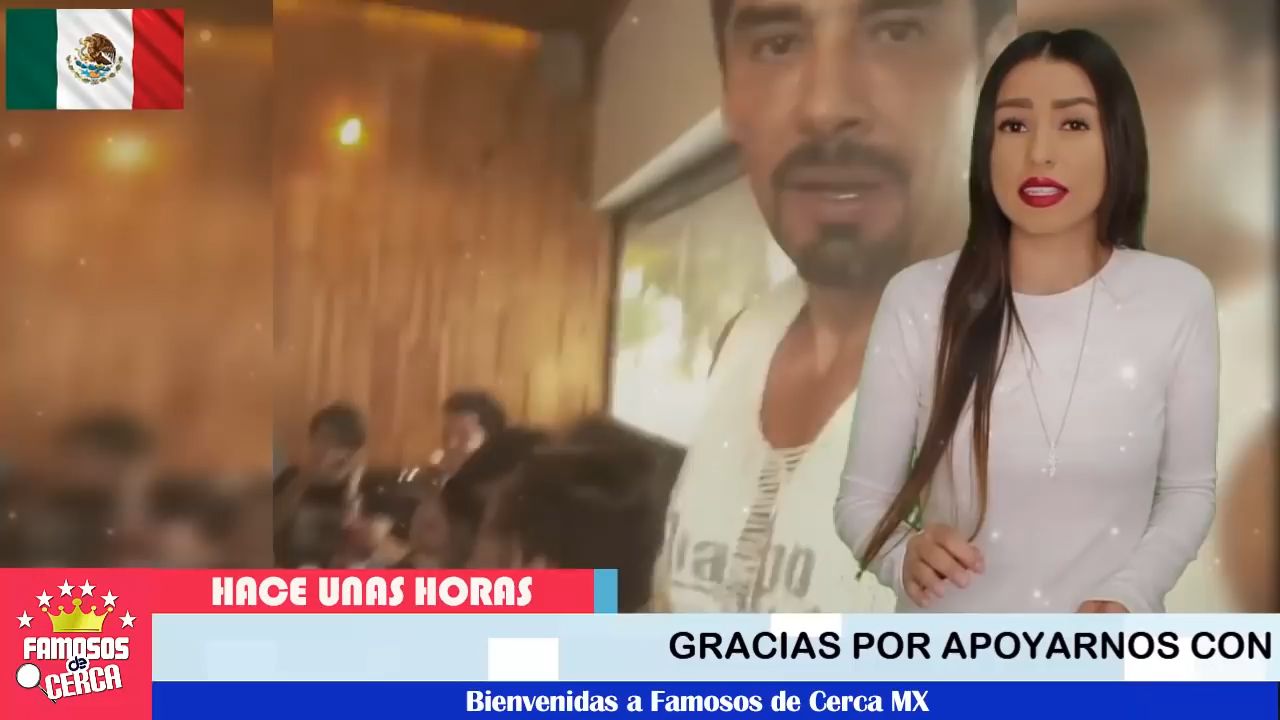 HACE UNAS HORAS
FAMOSOS
de
CERCA
GRACIAS POR APOYARNOS CON
Bienvenidas a Famosos de Cerca MX